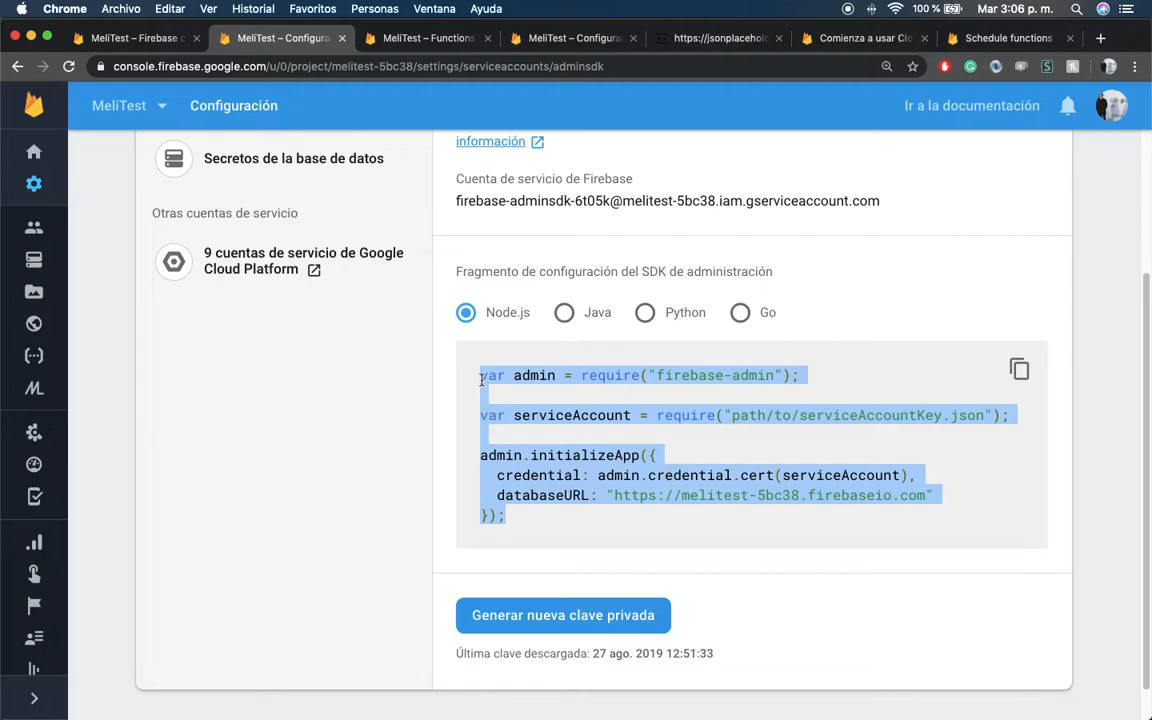 Chrome Archivo Editar Ver Historial Favoritos Personas Ventana Ayuda 100 % Mar 3:06 p. m.
MeliTest – Firebase c MeliTest – Configura MeliTest – Functions MeliTest – Configura https://jsonplacehol Comienza a usar Clo Schedule functions
console.firebase.google.com/u/0/project/melitest-5bc38/settings/serviceaccounts/adminsdk
MeliTest Configuración Ir a la documentación
información
Secretos de la base de datos
Cuenta de servicio de Firebase
firebase-adminsdk-6t05k@melitest-5bc38.iam.gserviceaccount.com
Otras cuentas de servicio
9 cuentas de servicio de Google
Cloud Platform
Fragmento de configuración del SDK de administración
Node.js Java Python Go
var admin = require("firebase-admin");
var serviceAccount = require("path/to/serviceAccountKey.json");
admin.initializeApp({
credential: admin.credential.cert(serviceAccount),
databaseURL: "https://melitest-5bc38.firebaseio.com"
});
Generar nueva clave privada
Última clave descargada: 27 ago. 2019 12:51:33